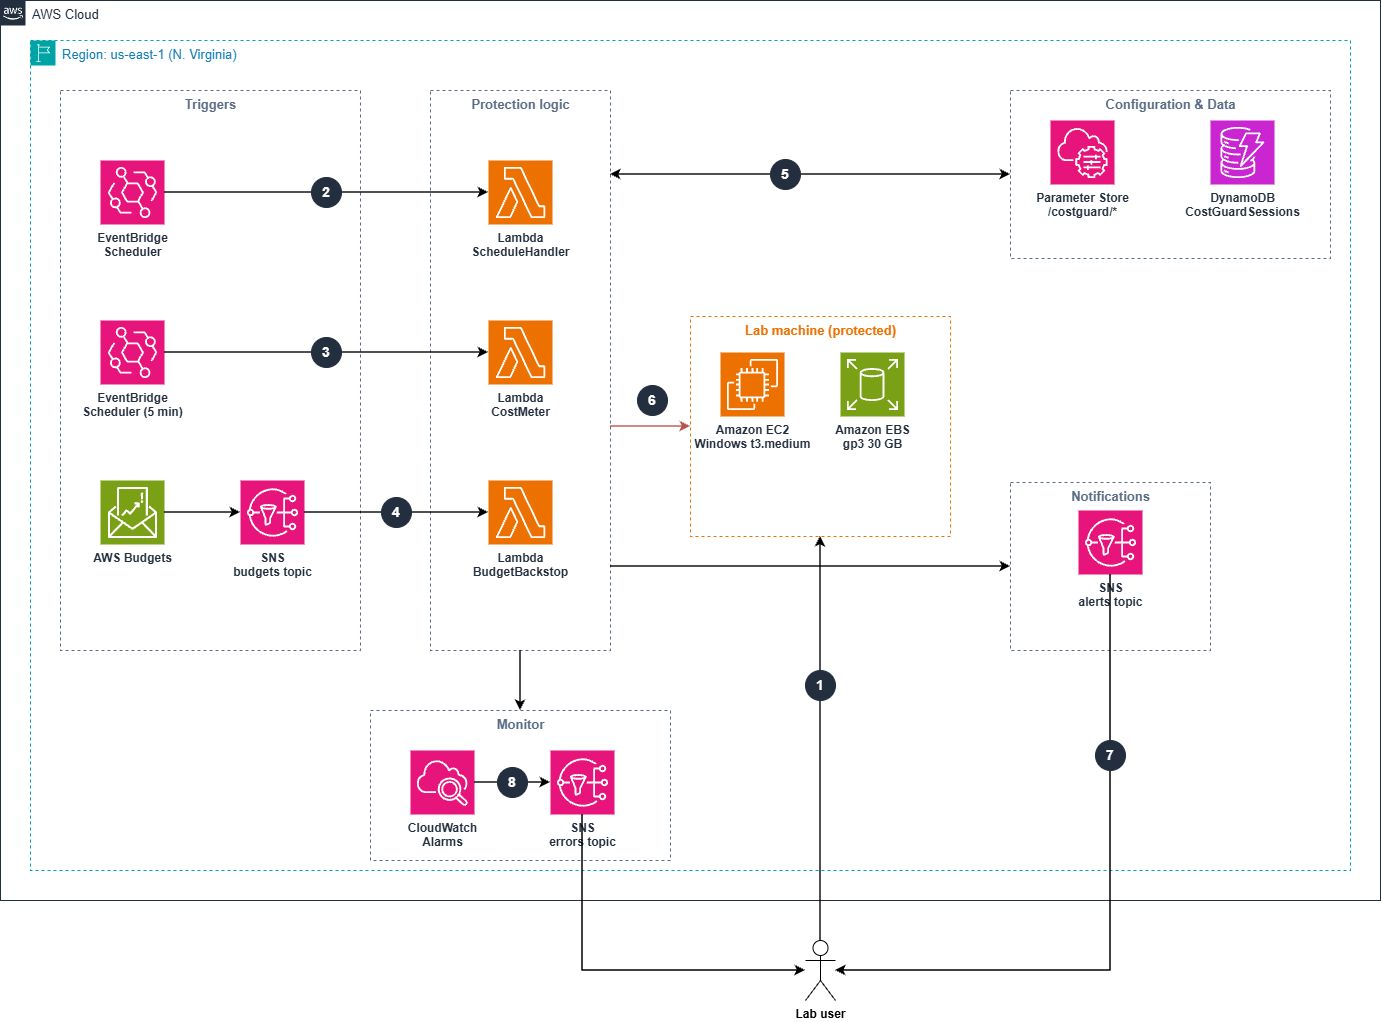 aws
AWS Cloud
Region: us-east-1 (N. Virginia)
Triggers
Protection logic
Configuration & Data
2
5
EventBridge
Scheduler
Lambda
ScheduleHandler
Parameter Store
/costguard/*
DynamoDB
CostGuardSessions
3
EventBridge
Scheduler (5 min)
Lambda
CostMeter
Lab machine (protected)
6
Amazon EC2
Windows t3.medium
Amazon EBS
gp3 30 GB
4
AWS Budgets
SNS
budgets topic
Lambda
BudgetBackstop
Notifications
SNS
alerts topic
1
Monitor
7
8
CloudWatch
Alarms
SNS
errors topic
Lab user